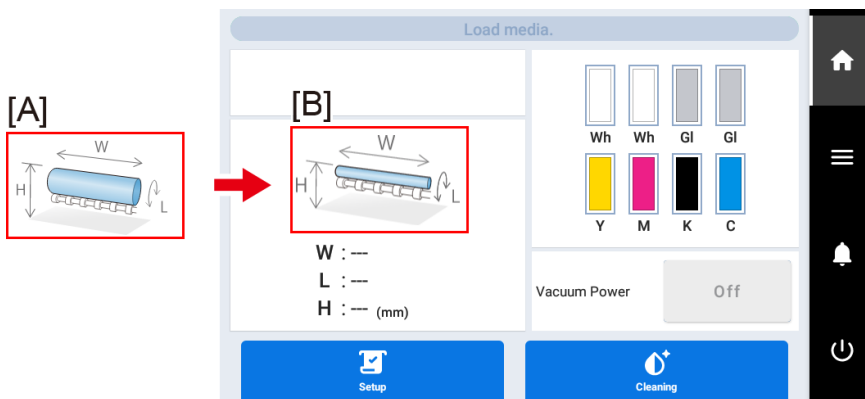 Load media.
[A]
W
H
L
[B]
W
H
L
W : ---
L : ---
H : --- (mm)
Wh Wh Gl Gl
Y M K C
Vacuum Power Off
Setup
Cleaning